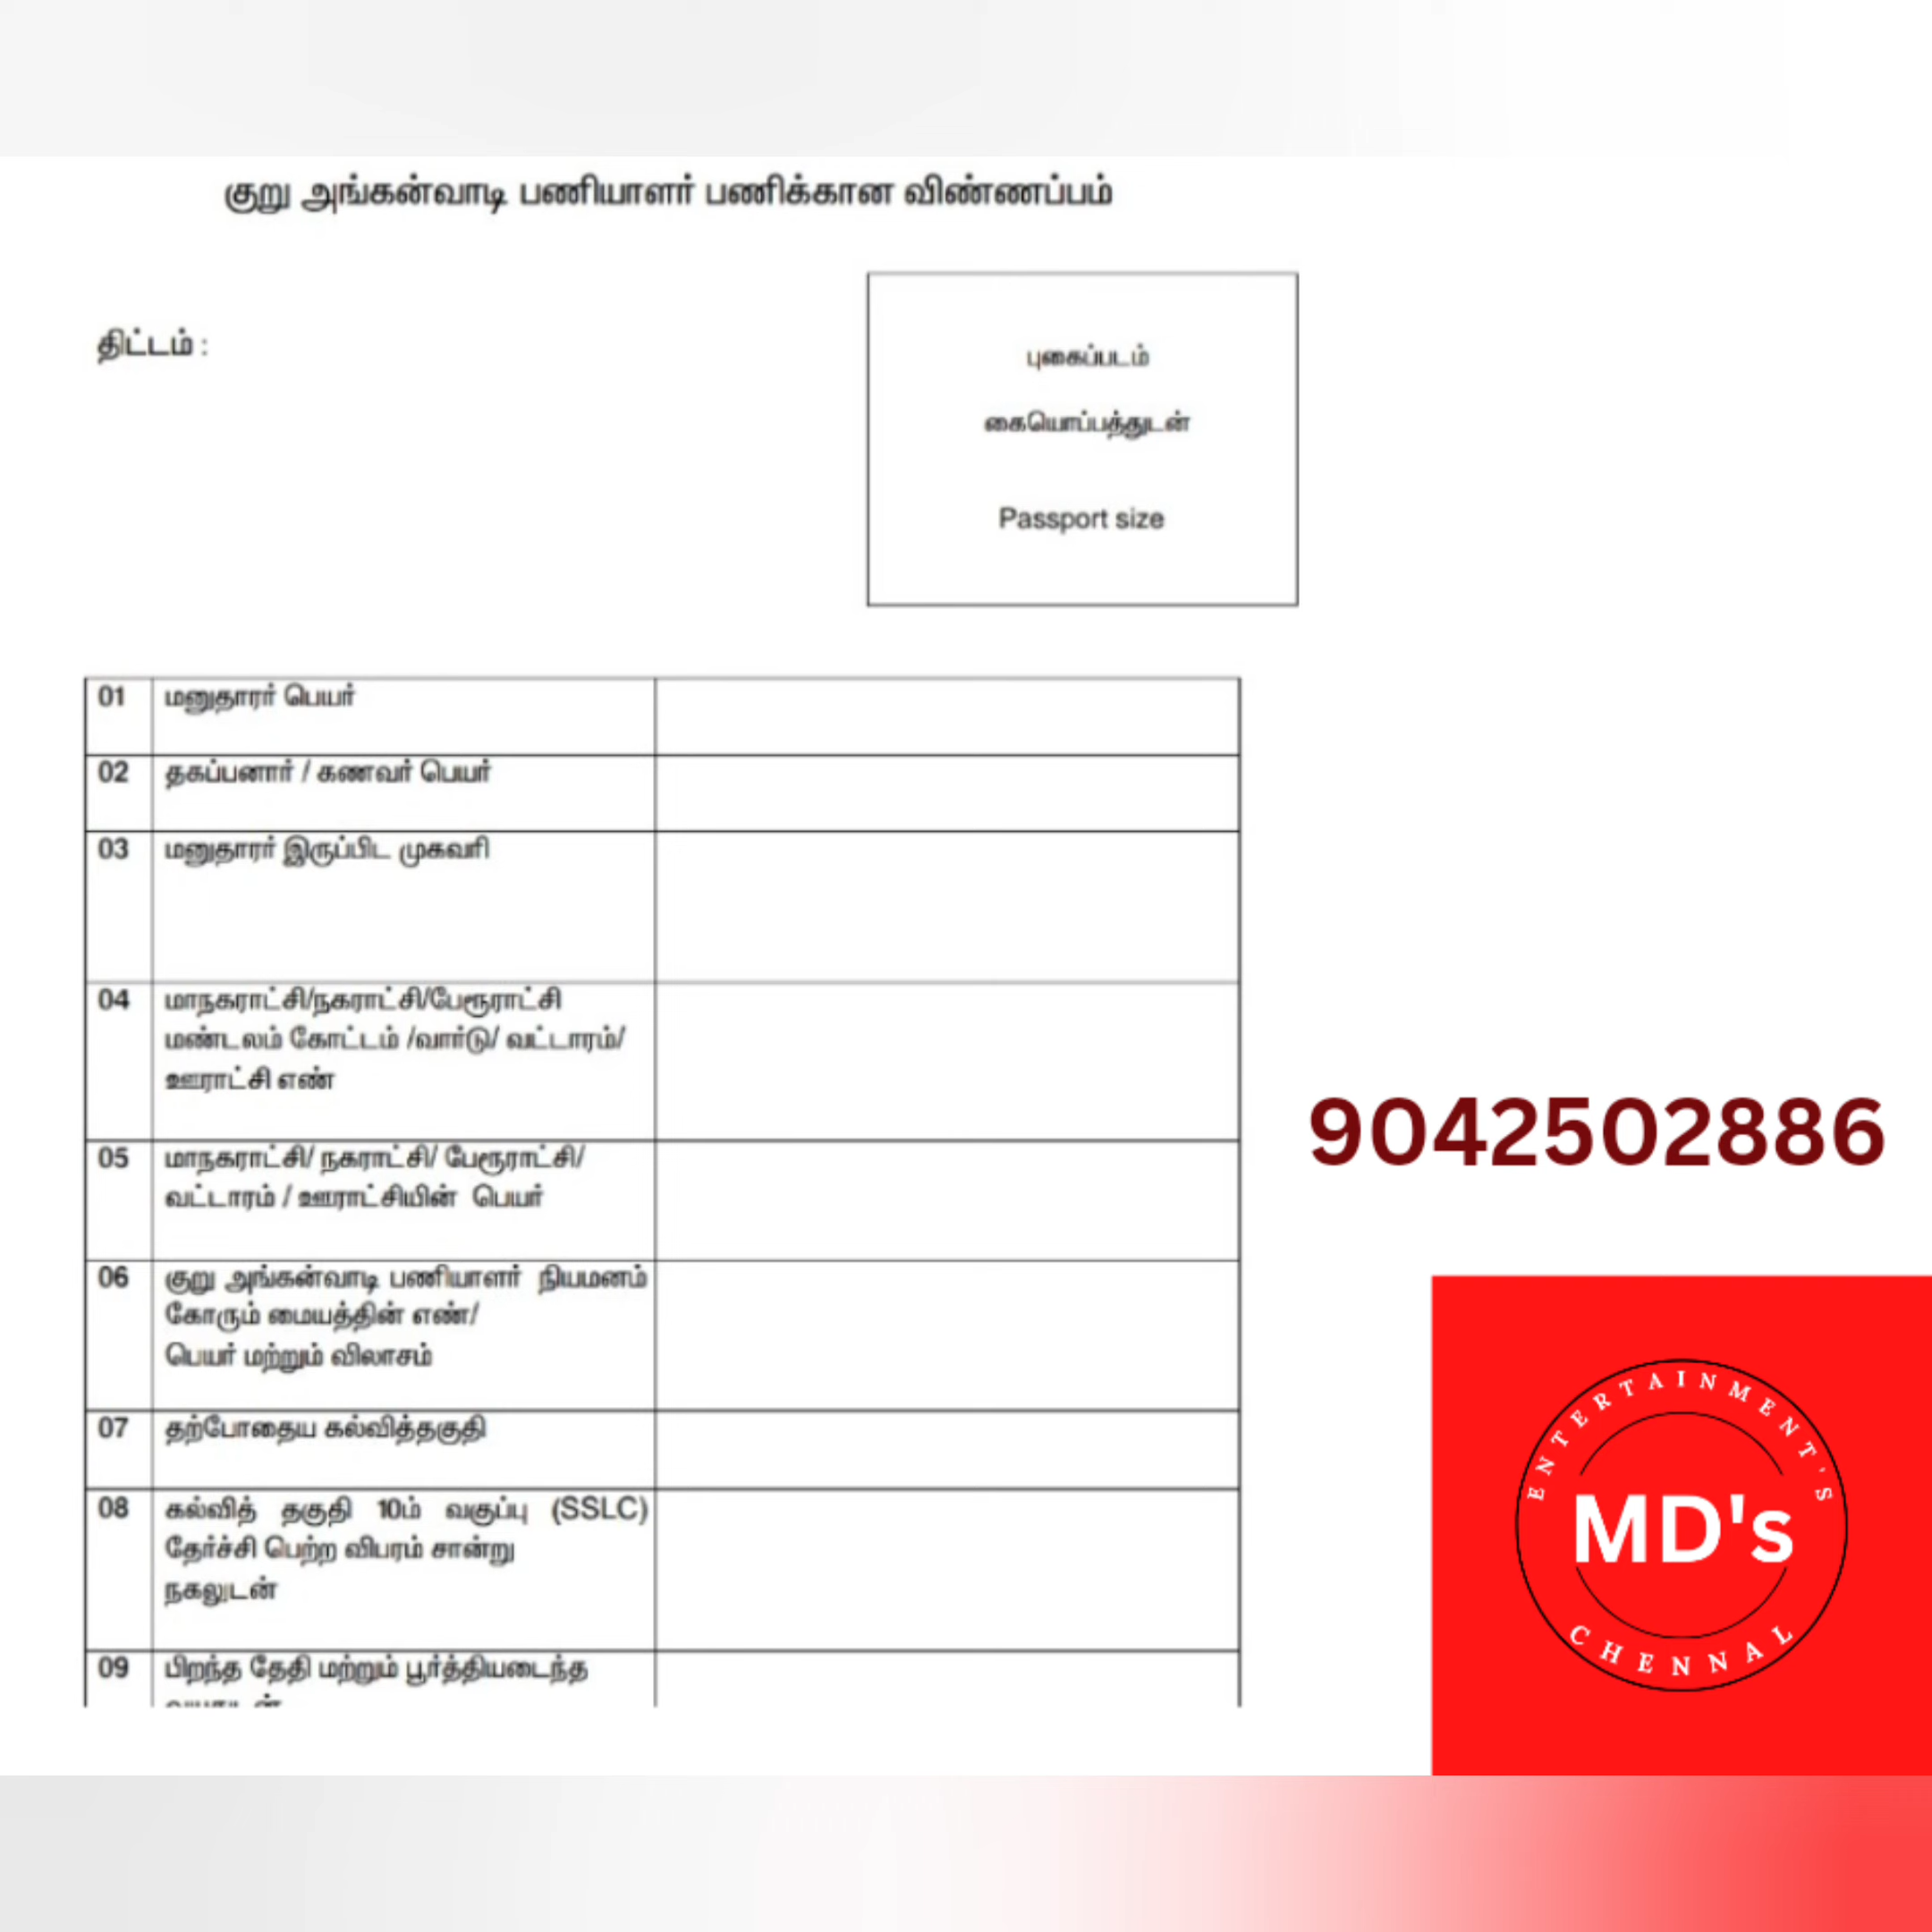 குறு அங்கன்வாடி பணியாளர் பணிக்கான விண்ணப்பம்
திட்டம் :
புகைப்படம்
கையொப்பத்துடன்
Passport size
01 மனுதாரர் பெயர்
02 தகப்பனார் / கணவர் பெயர்
03 மனுதாரர் இருப்பிட முகவரி
04 மாநகராட்சி/நகராட்சி/பேரூராட்சி
மண்டலம் கோட்டம் /வார்டு/ வட்டாரம்/
ஊராட்சி எண்
05 மாநகராட்சி/ நகராட்சி/ பேரூராட்சி/
வட்டாரம் / ஊராட்சியின் பெயர்
06 குறு அங்கன்வாடி பணியாளர் நியமனம்
கோரும் மையத்தின் எண்/
பெயர் மற்றும் விலாசம்
07 தற்போதைய கல்வித்தகுதி
08 கல்வித் தகுதி 10ம் வகுப்பு (SSLC)
தேர்ச்சி பெற்ற விபரம் சான்று
நகலுடன்
09 பிறந்த தேதி மற்றும் பூர்த்தியடைந்த
9042502886
ENTERTAINMENT'S
MD's
CHENNAL